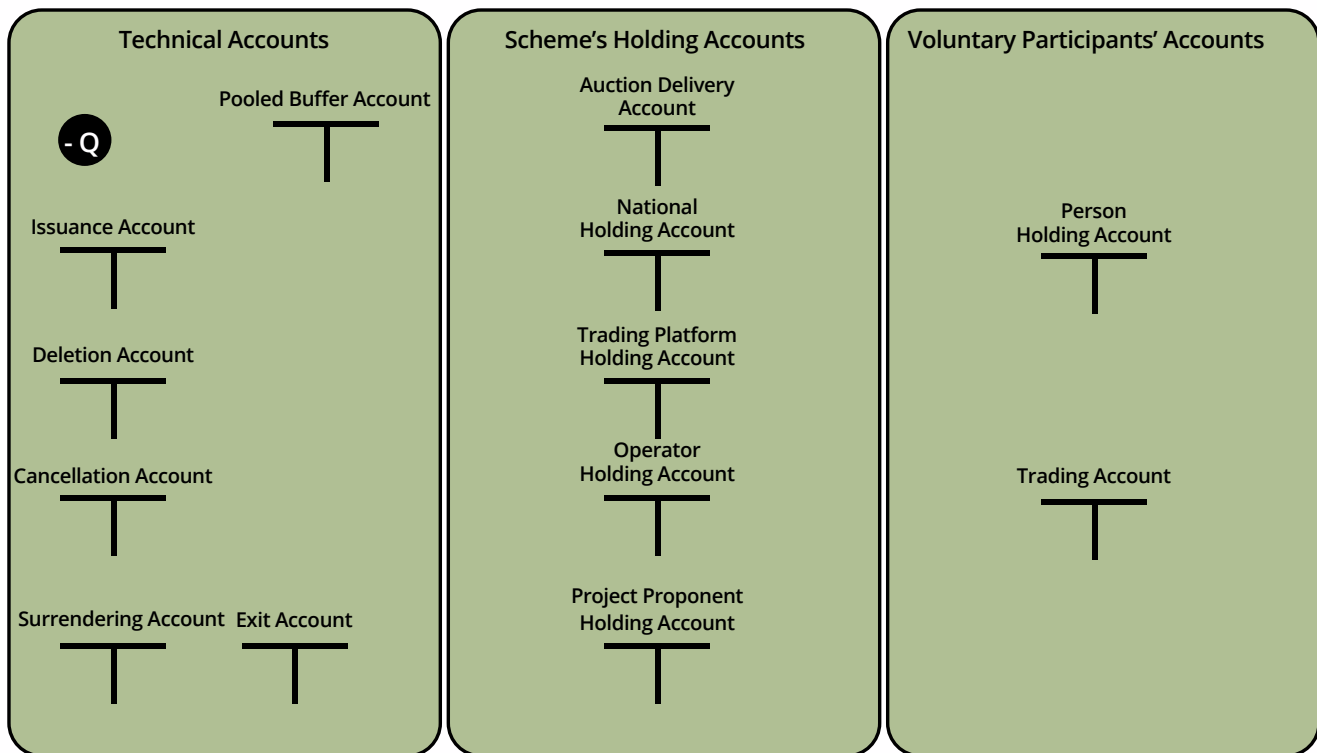 Technical Accounts
Pooled Buffer Account
- Q
Issuance Account
Deletion Account
Cancellation Account
Surrendering Account
Exit Account
Scheme’s Holding Accounts
Auction Delivery
Account
National
Holding Account
Trading Platform
Holding Account
Operator
Holding Account
Project Proponent
Holding Account
Voluntary Participants’ Accounts
Person
Holding Account
Trading Account